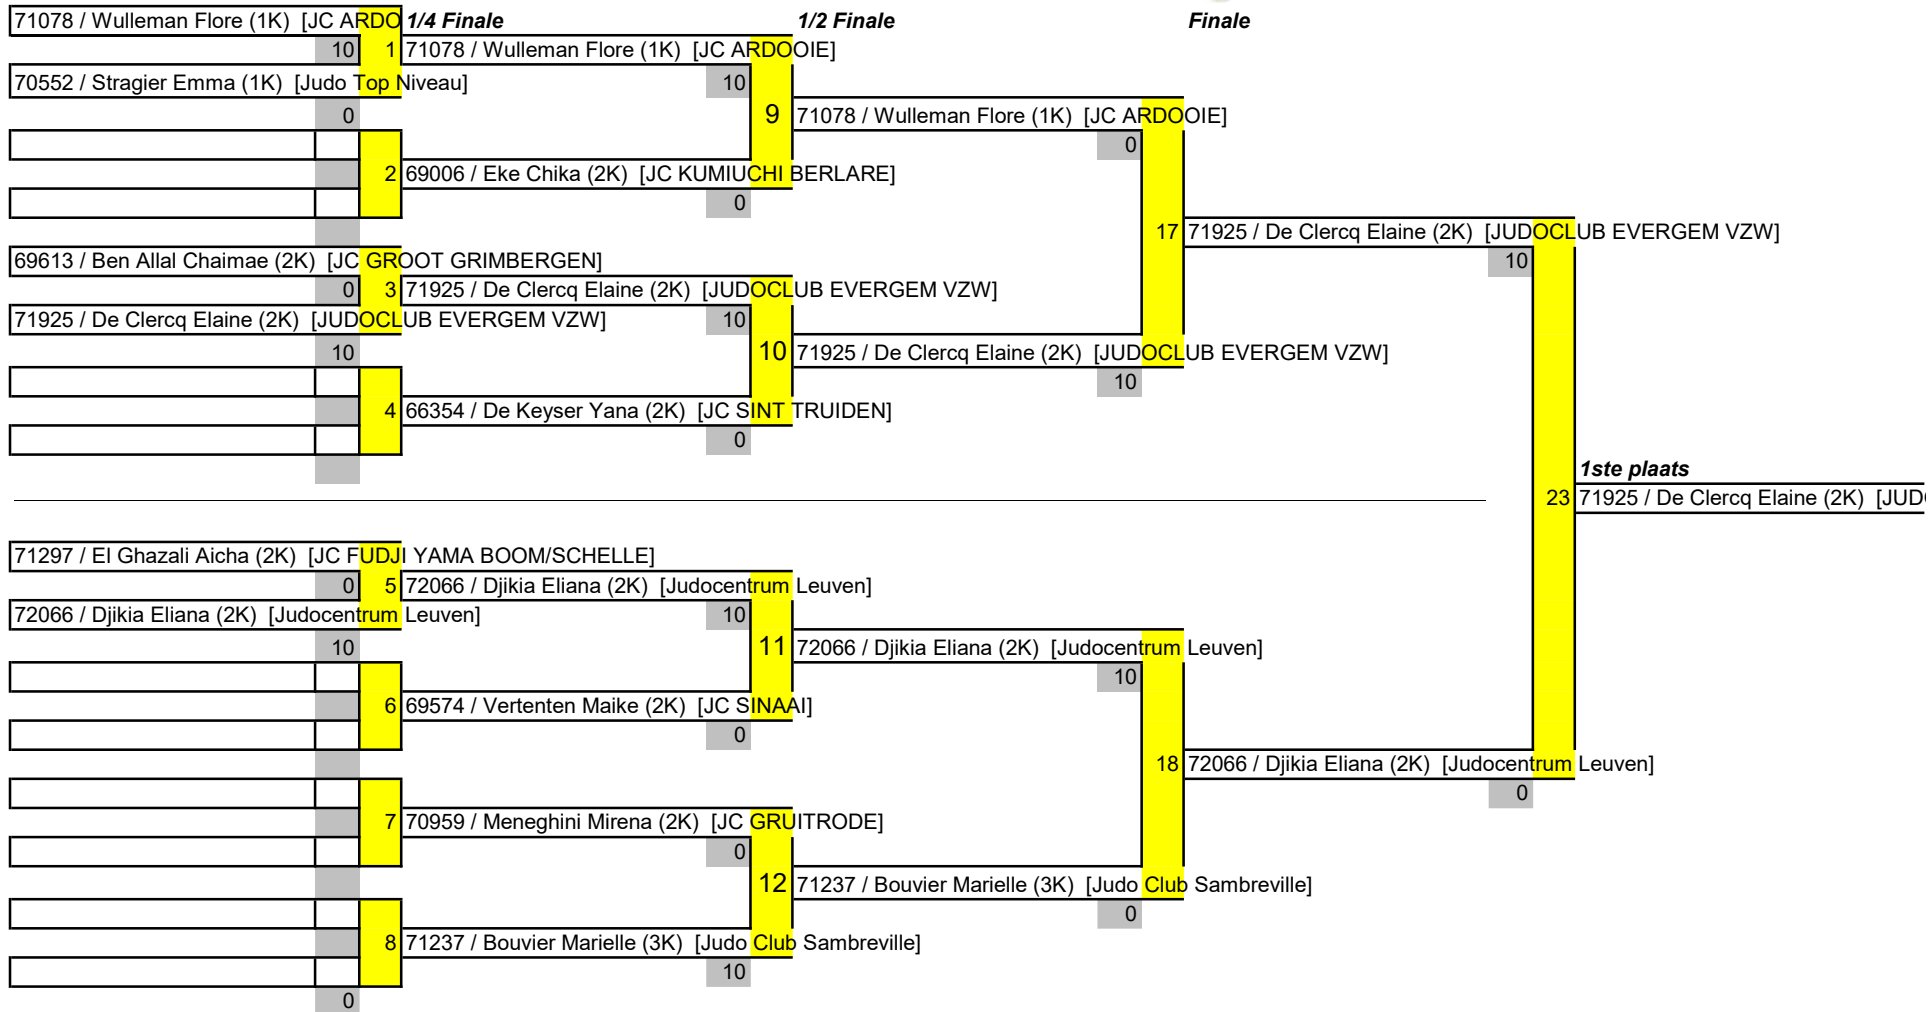 71078 / Wulleman Flore (1K) [JC ARDO
1/4 Finale
1/2 Finale
Finale
10
1
71078 / Wulleman Flore (1K) [JC ARDOOIE]
70552 / Stragier Emma (1K) [Judo Top Niveau]
10
0
9
71078 / Wulleman Flore (1K) [JC ARDOOIE]
0
2
69006 / Eke Chika (2K) [JC KUMIUCHI BERLARE]
0
17
71925 / De Clercq Elaine (2K) [JUDOCLUB EVERGEM VZW]
69613 / Ben Allal Chaimae (2K) [JC GROOT GRIMBERGEN]
10
0
3
71925 / De Clercq Elaine (2K) [JUDOCLUB EVERGEM VZW]
71925 / De Clercq Elaine (2K) [JUDOCLUB EVERGEM VZW]
10
10
10
71925 / De Clercq Elaine (2K) [JUDOCLUB EVERGEM VZW]
10
4
66354 / De Keyser Yana (2K) [JC SINT TRUIDEN]
0
1ste plaats
23
71925 / De Clercq Elaine (2K) [JUD
71297 / El Ghazali Aicha (2K) [JC FUDJI YAMA BOOM/SCHELLE]
0
5
72066 / Djikia Eliana (2K) [Judocentrum Leuven]
72066 / Djikia Eliana (2K) [Judocentrum Leuven]
10
10
11
72066 / Djikia Eliana (2K) [Judocentrum Leuven]
10
6
69574 / Vertenten Maike (2K) [JC SINAAI]
0
18
72066 / Djikia Eliana (2K) [Judocentrum Leuven]
0
7
70959 / Meneghini Mirena (2K) [JC GRUITRODE]
0
12
71237 / Bouvier Marielle (3K) [Judo Club Sambreville]
0
8
71237 / Bouvier Marielle (3K) [Judo Club Sambreville]
10
0